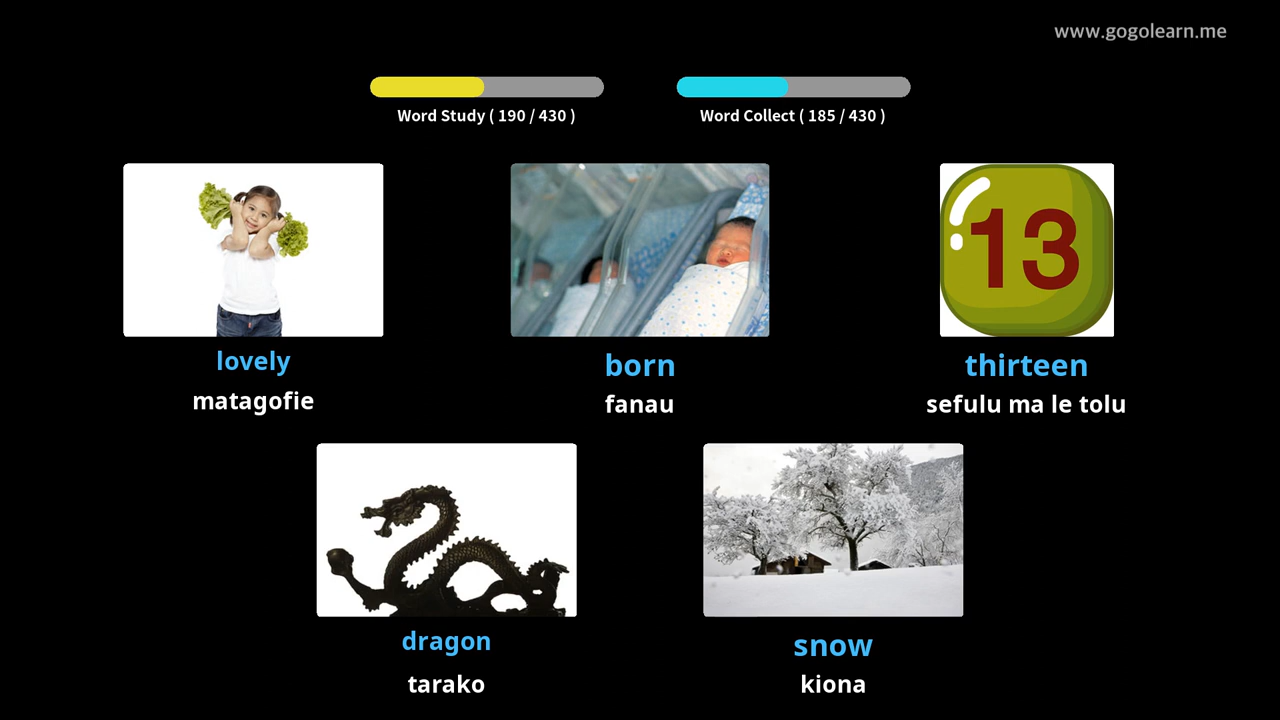 www.gogolearn.me
Word Study ( 190 / 430 )
Word Collect ( 185 / 430 )
13
lovely
matagofie
born
fanau
thirteen
sefulu ma le tolu
dragon
tarako
snow
kiona